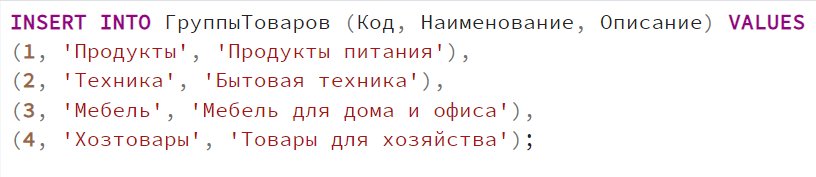 INSERT INTO ГруппыТоваров (Код, Наименование, Описание) VALUES
(1, 'Продукты', 'Продукты питания'),
(2, 'Техника', 'Бытовая техника'),
(3, 'Мебель', 'Мебель для дома и офиса'),
(4, 'Хозтовары', 'Товары для хозяйства');